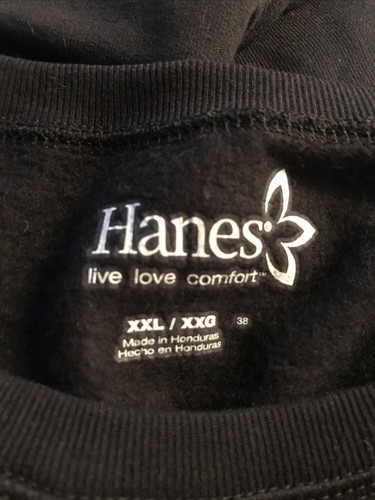 Hanes®
live love comfort™
XXL / XXG 38
Made in Honduras
Hecho en Honduras